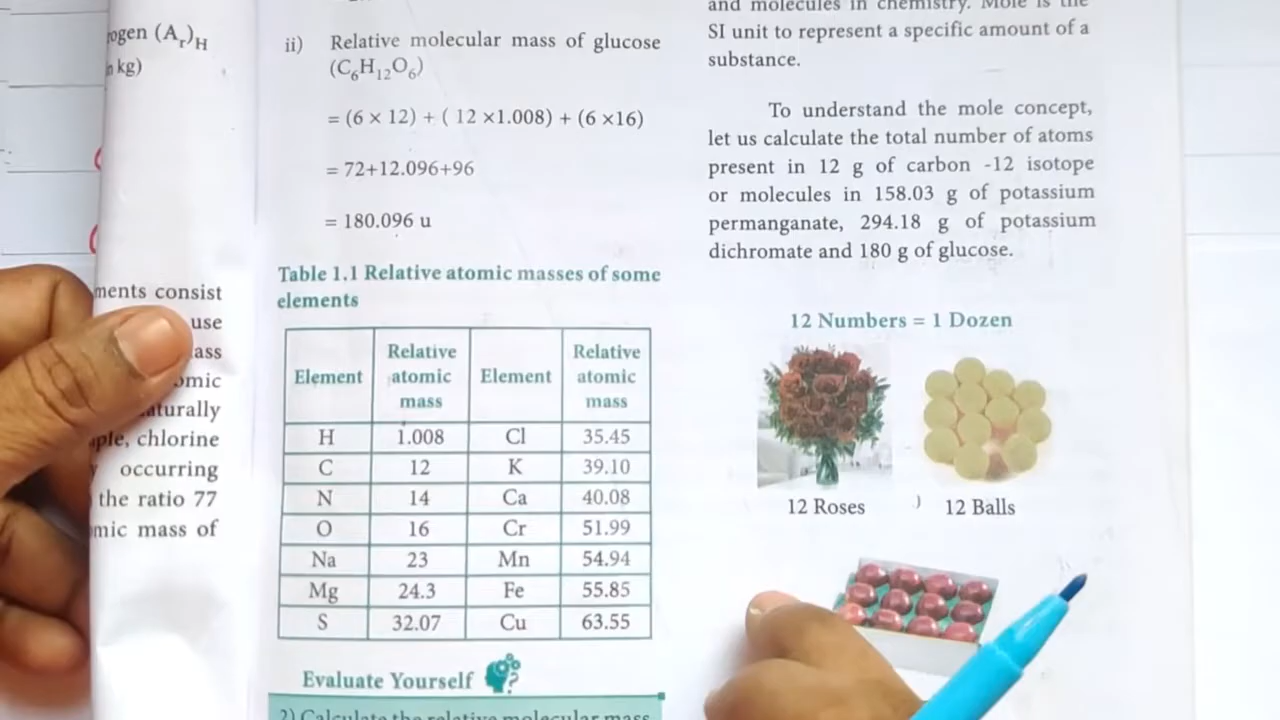 rogen (Aᵣ)H
n kg)
ments consist
use
ass
omic
aturally
ple, chlorine
occurring
the ratio 77
mic mass of
ii) Relative molecular mass of glucose
(C₆H₁₂O₆)
= (6 × 12) + ( 12 ×1.008) + (6 ×16)
= 72+12.096+96
= 180.096 u
Table 1.1 Relative atomic masses of some
elements
Element Relative atomic mass Element Relative atomic mass
H 1.008 Cl 35.45
C 12 K 39.10
N 14 Ca 40.08
O 16 Cr 51.99
Na 23 Mn 54.94
Mg 24.3 Fe 55.85
S 32.07 Cu 63.55
Evaluate Yourself ?
2) Calculate the relative molecular mass
and molecules in chemistry. Mole is the
SI unit to represent a specific amount of a
substance.
To understand the mole concept,
let us calculate the total number of atoms
present in 12 g of carbon -12 isotope
or molecules in 158.03 g of potassium
permanganate, 294.18 g of potassium
dichromate and 180 g of glucose.
12 Numbers = 1 Dozen
12 Roses ) 12 Balls